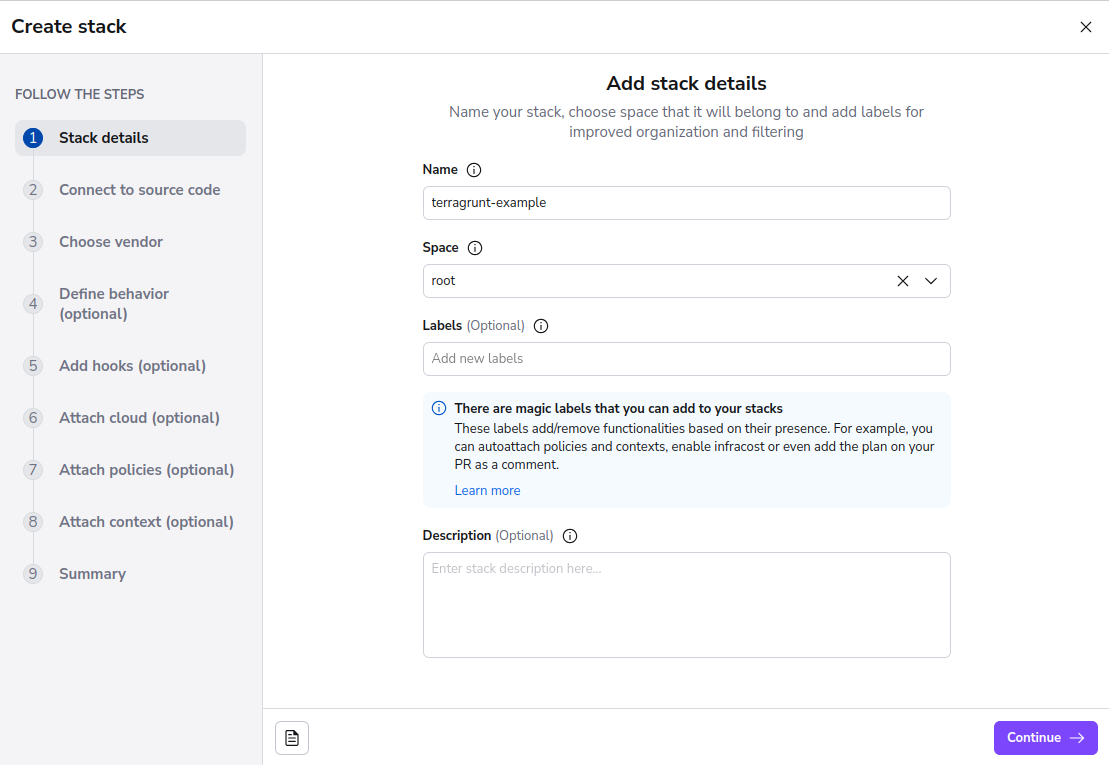 Create stack
FOLLOW THE STEPS
1 Stack details
2 Connect to source code
3 Choose vendor
4 Define behavior
(optional)
5 Add hooks (optional)
6 Attach cloud (optional)
7 Attach policies (optional)
8 Attach context (optional)
9 Summary
Add stack details
Name your stack, choose space that it will belong to and add labels for
improved organization and filtering
Name
terragrunt-example
Space
root
Labels (Optional)
Add new labels
There are magic labels that you can add to your stacks
These labels add/remove functionalities based on their presence. For example, you
can autoattach policies and contexts, enable infracost or even add the plan on your
PR as a comment.
Learn more
Description (Optional)
Enter stack description here...
Continue